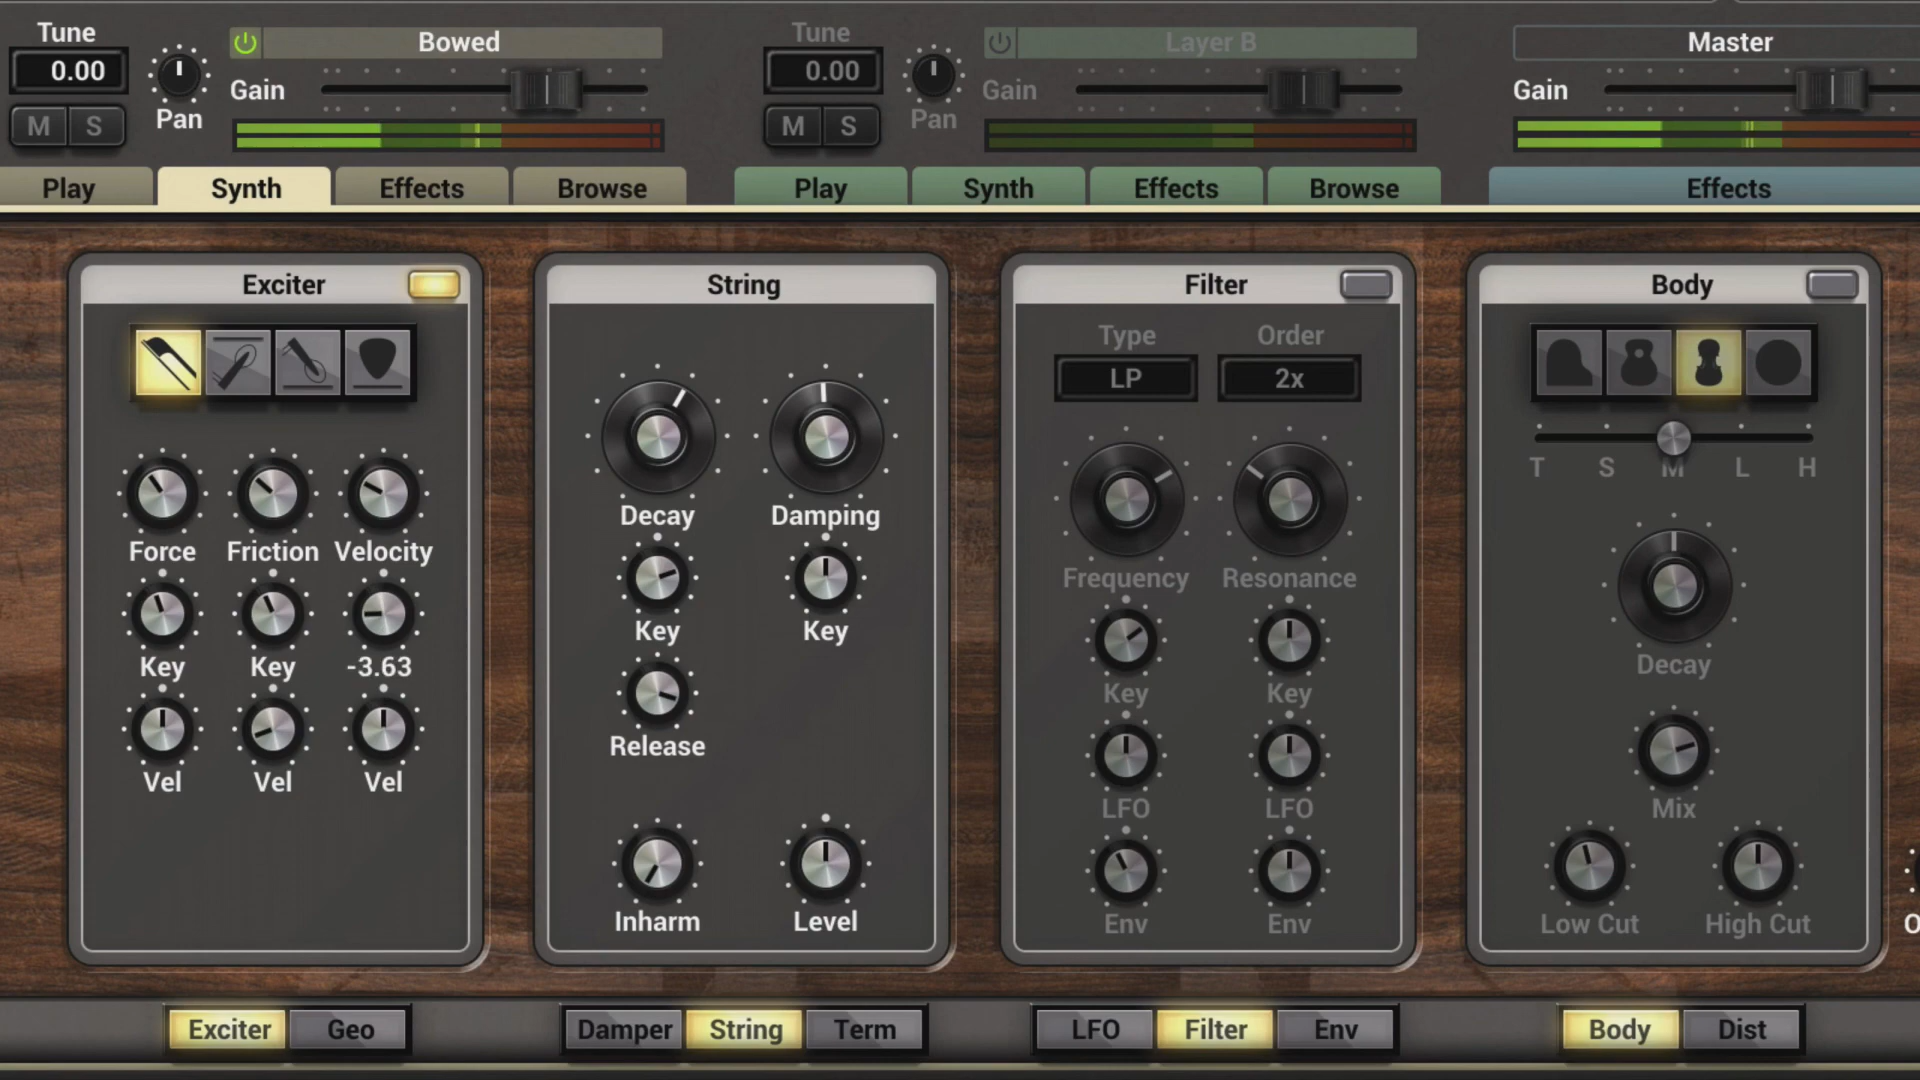 Tune Bowed Tune Layer B Master
0.00 0.00
Gain Gain Gain
Pan Pan
M S M S
Play Synth Effects Browse Play Synth Effects Browse Effects
Exciter String Filter Body
Type Order
LP 2x
T S M L H
Decay Damping
Force Friction Velocity
Frequency Resonance
Key Key
Key Key -3.63
Decay
Key Key
Release
Vel Vel Vel
LFO LFO
Mix
Inharm Level
Env Env
Low Cut High Cut
Exciter Geo Damper String Term LFO Filter Env Body Dist